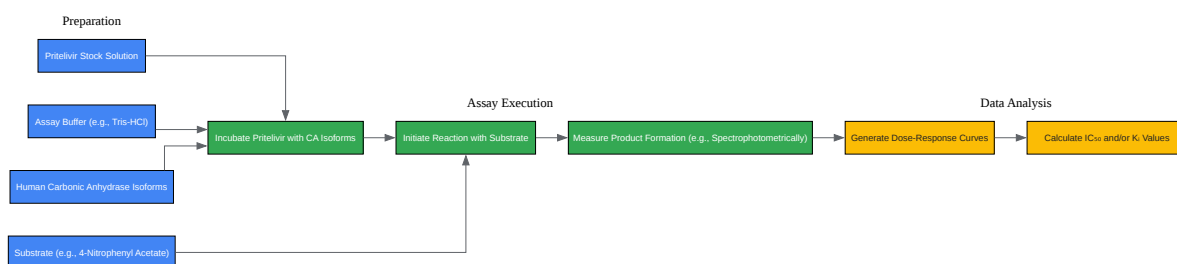 Preparation
Pritelivir Stock Solution
Assay Execution
Data Analysis
Assay Buffer (e.g., Tris-HCl)
Incubate Pritelivir with CA Isoforms
Initiate Reaction with Substrate
Measure Product Formation (e.g., Spectrophotometrically)
Generate Dose-Response Curves
Calculate IC₅₀ and/or Kᵢ Values
Human Carbonic Anhydrase Isoforms
Substrate (e.g., 4-Nitrophenyl Acetate)